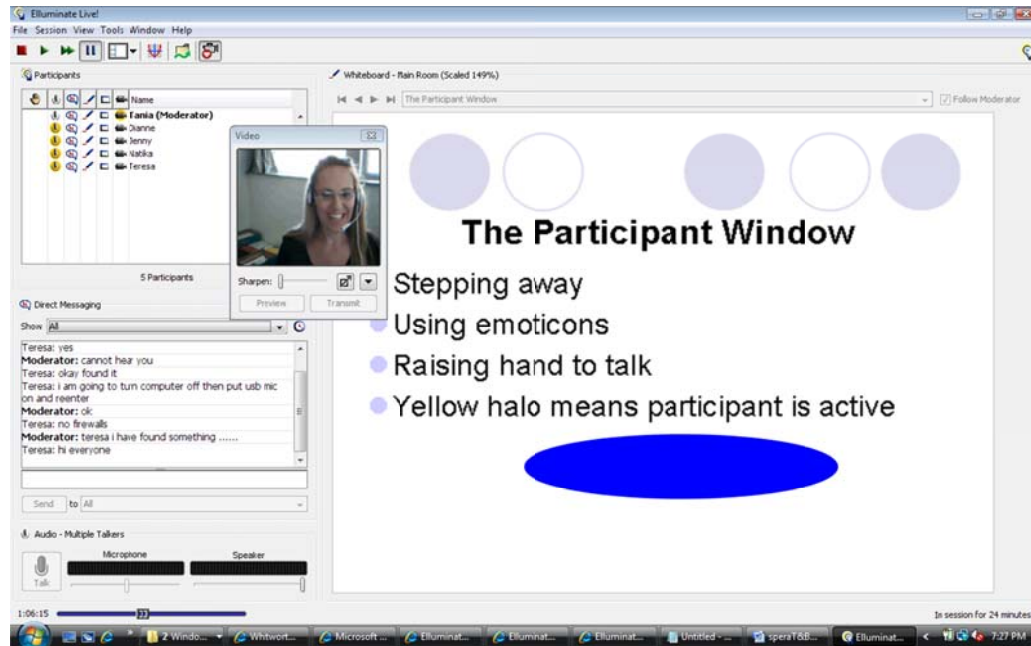 Elluminate Live!
File Session View Tools Window Help
Participants
Name
Tania (Moderator)
Dianne
Jenny
Natika
Teresa
5 Participants
Video
Sharpen:
Preview Transmit
Direct Messaging
Show All
Teresa: yes
Moderator: cannot hear you
Teresa: okay found it
Teresa: i am going to turn computer off then put usb mic
on and reenter
Moderator: ok
Teresa: no firewalls
Moderator: teresa i have found something ......
Teresa: hi everyone
Send to All
Audio - Multiple Talkers
Microphone Speaker
Talk
Whiteboard - Main Room (Scaled 149%)
The Participant Window Follow Moderator
The Participant Window
Stepping away
Using emoticons
Raising hand to talk
Yellow halo means participant is active
1:06:15 In session for 24 minutes
2 Windo... Whtwort... Microsoft ... Elluminat... Elluminat... Elluminat... Untitled - ... speraT&B... Elluminat... 7:27 PM